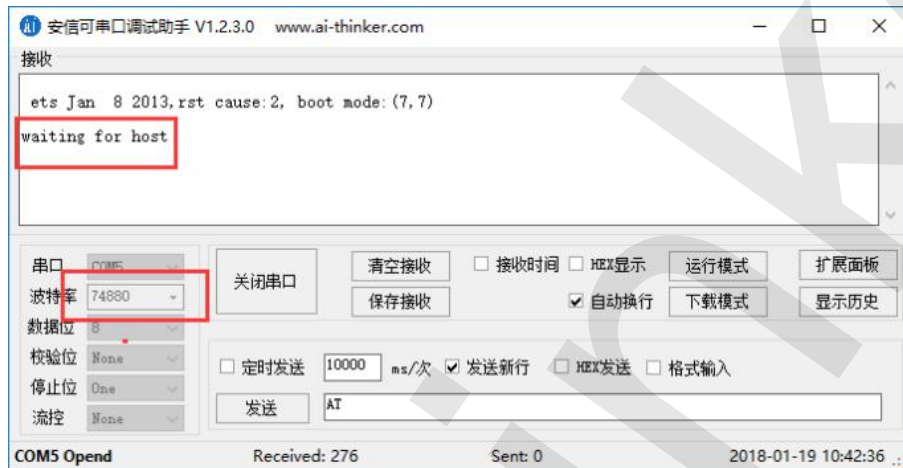 安信可串口调试助手 V1.2.3.0 www.ai-thinker.com
接收
ets Jan 8 2013,rst cause:2, boot mode:(7,7)
waiting for host
串口 COM5
波特率 74880
数据位 8
校验位 None
停止位 One
流控 None
关闭串口
清空接收
保存接收
接收时间 HEX显示
自动换行
运行模式
下载模式
扩展面板
显示历史
定时发送 10000 ms/次 发送新行 HEX发送 格式输入
发送 AT
COM5 Opend Received: 276 Sent: 0 2018-01-19 10:42:36